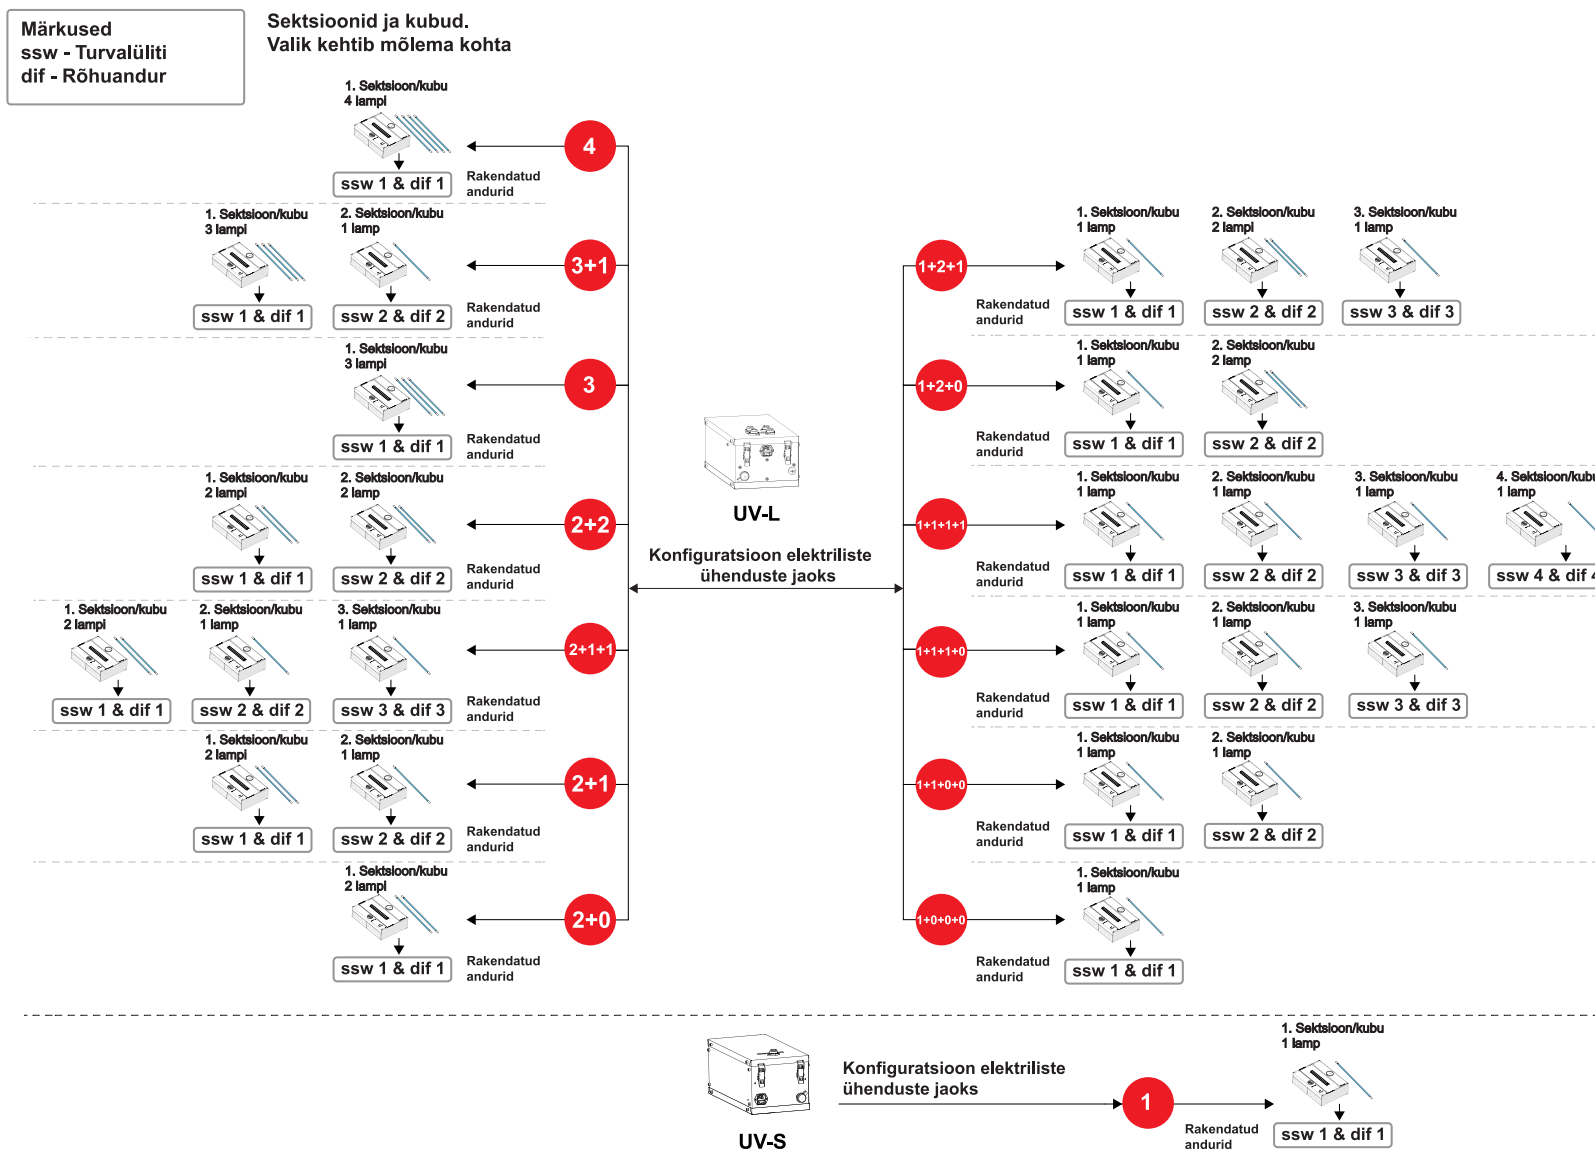 Märkused
ssw - Turvalüliti
dif - Rõhuandur
Sektsioonid ja kubud.
Valik kehtib mõlema kohta
1. Sektsioon/kubu
4 lampi
4
ssw 1 & dif 1
Rakendatud
andurid
1. Sektsioon/kubu
3 lampi
2. Sektsioon/kubu
1 lamp
3+1
ssw 1 & dif 1
ssw 2 & dif 2
Rakendatud
andurid
1. Sektsioon/kubu
3 lampi
3
ssw 1 & dif 1
Rakendatud
andurid
1. Sektsioon/kubu
2 lampi
2. Sektsioon/kubu
2 lamp
2+2
ssw 1 & dif 1
ssw 2 & dif 2
Rakendatud
andurid
1. Sektsioon/kubu
2 lampi
2. Sektsioon/kubu
1 lamp
3. Sektsioon/kubu
1 lamp
2+1+1
ssw 1 & dif 1
ssw 2 & dif 2
ssw 3 & dif 3
Rakendatud
andurid
1. Sektsioon/kubu
2 lampi
2. Sektsioon/kubu
1 lamp
2+1
ssw 1 & dif 1
ssw 2 & dif 2
Rakendatud
andurid
1. Sektsioon/kubu
2 lampi
2+0
ssw 1 & dif 1
Rakendatud
andurid
UV-L
Konfiguratsioon elektriliste
ühenduste jaoks
1+2+1
1. Sektsioon/kubu
1 lamp
2. Sektsioon/kubu
2 lampi
3. Sektsioon/kubu
1 lamp
Rakendatud
andurid
ssw 1 & dif 1
ssw 2 & dif 2
ssw 3 & dif 3
1+2+0
1. Sektsioon/kubu
1 lamp
2. Sektsioon/kubu
2 lamp
Rakendatud
andurid
ssw 1 & dif 1
ssw 2 & dif 2
1+1+1+1
1. Sektsioon/kubu
1 lamp
2. Sektsioon/kubu
1 lamp
3. Sektsioon/kubu
1 lamp
4. Sektsioon/kubu
1 lamp
Rakendatud
andurid
ssw 1 & dif 1
ssw 2 & dif 2
ssw 3 & dif 3
ssw 4 & dif 4
1+1+1+0
1. Sektsioon/kubu
1 lamp
2. Sektsioon/kubu
1 lamp
3. Sektsioon/kubu
1 lamp
Rakendatud
andurid
ssw 1 & dif 1
ssw 2 & dif 2
ssw 3 & dif 3
1+1+0+0
1. Sektsioon/kubu
1 lamp
2. Sektsioon/kubu
1 lamp
Rakendatud
andurid
ssw 1 & dif 1
ssw 2 & dif 2
1+0+0+0
1. Sektsioon/kubu
1 lamp
Rakendatud
andurid
ssw 1 & dif 1
UV-S
Konfiguratsioon elektriliste
ühenduste jaoks
1
1. Sektsioon/kubu
1 lamp
Rakendatud
andurid
ssw 1 & dif 1